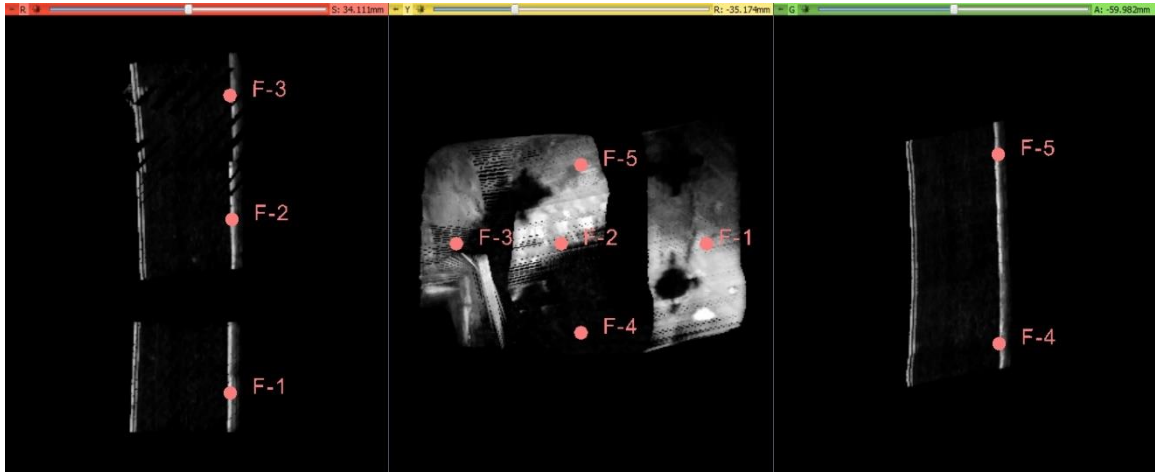 R S: 34.111mm
Y R: -35.174mm
G A: -59.982mm
F-3
F-2
F-1
F-5
F-3 F-2 F-1
F-4
F-5
F-4